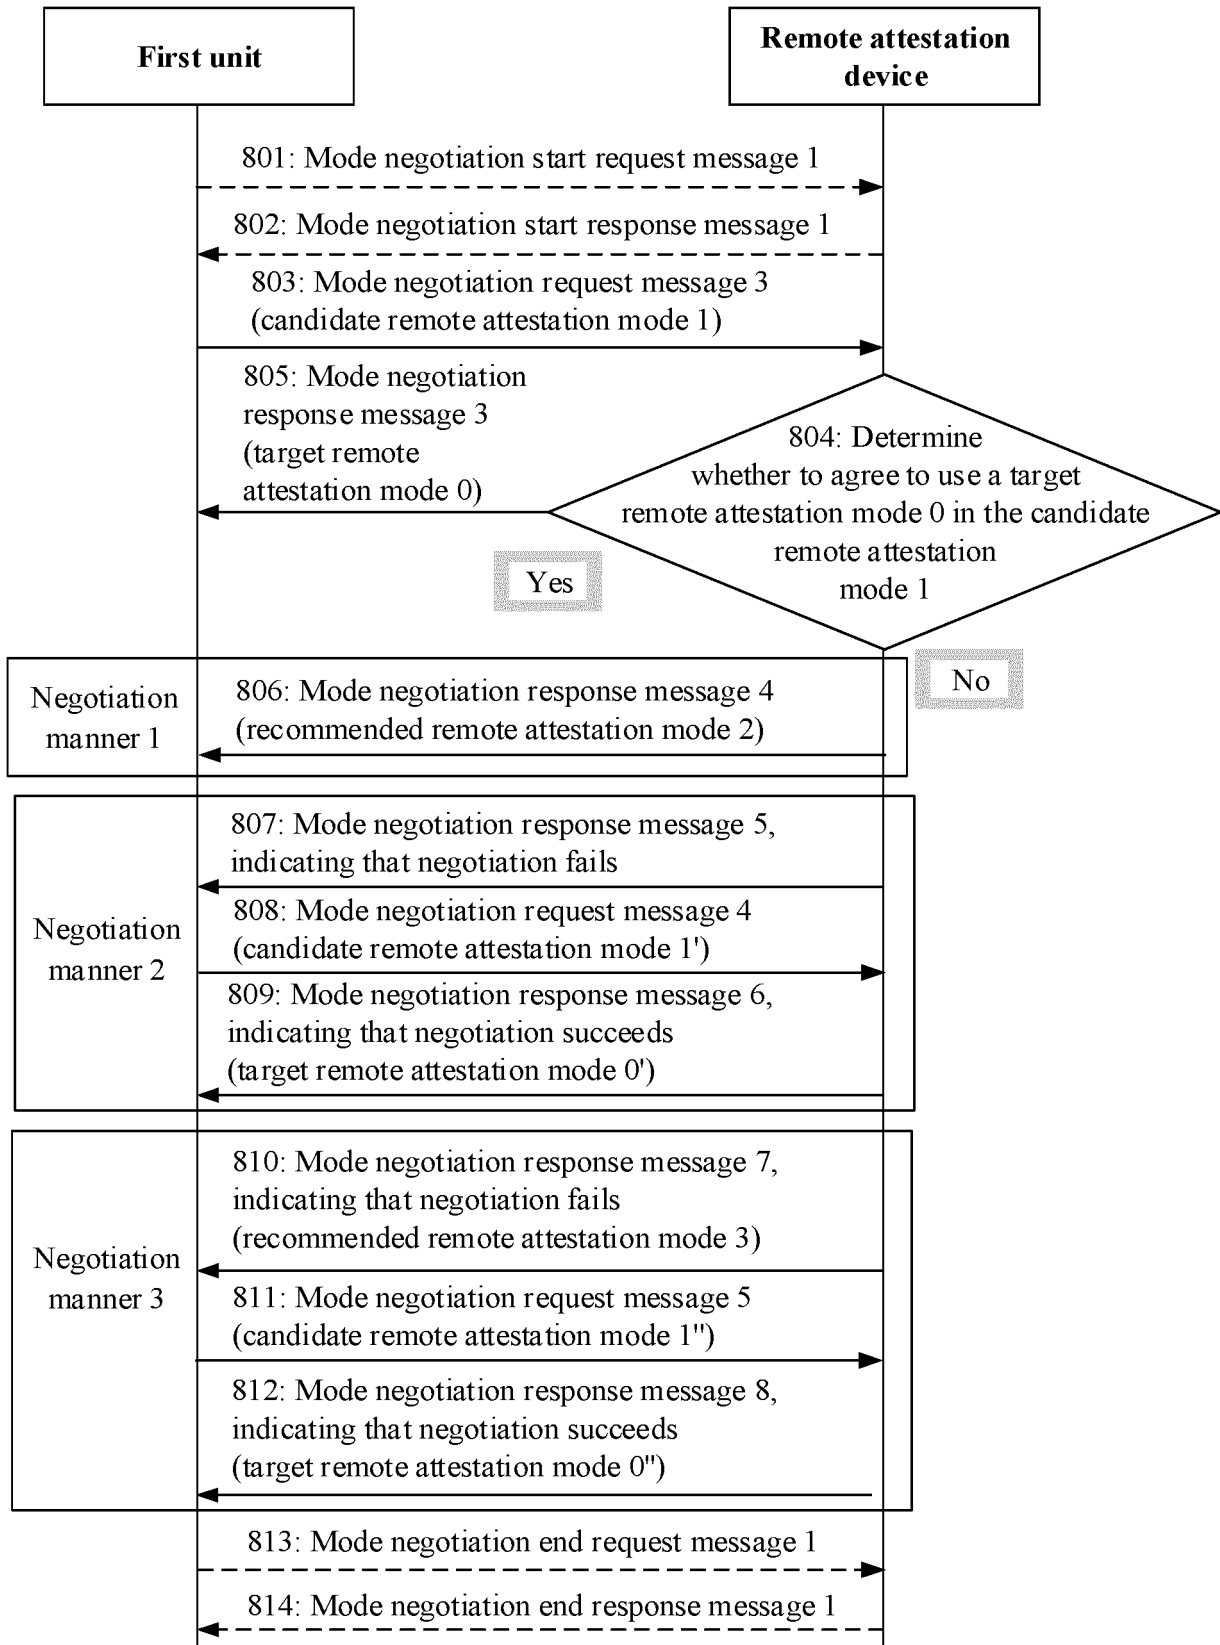 First unit
Remote attestation
device
801: Mode negotiation start request message 1
802: Mode negotiation start response message 1
803: Mode negotiation request message 3
(candidate remote attestation mode 1)
805: Mode negotiation
response message 3
(target remote
attestation mode 0)
804: Determine
whether to agree to use a target
remote attestation mode 0 in the candidate
remote attestation
mode 1
Yes
No
Negotiation
manner 1
806: Mode negotiation response message 4
(recommended remote attestation mode 2)
Negotiation
manner 2
807: Mode negotiation response message 5,
indicating that negotiation fails
808: Mode negotiation request message 4
(candidate remote attestation mode 1')
809: Mode negotiation response message 6,
indicating that negotiation succeeds
(target remote attestation mode 0')
Negotiation
manner 3
810: Mode negotiation response message 7,
indicating that negotiation fails
(recommended remote attestation mode 3)
811: Mode negotiation request message 5
(candidate remote attestation mode 1")
812: Mode negotiation response message 8,
indicating that negotiation succeeds
(target remote attestation mode 0")
813: Mode negotiation end request message 1
814: Mode negotiation end response message 1